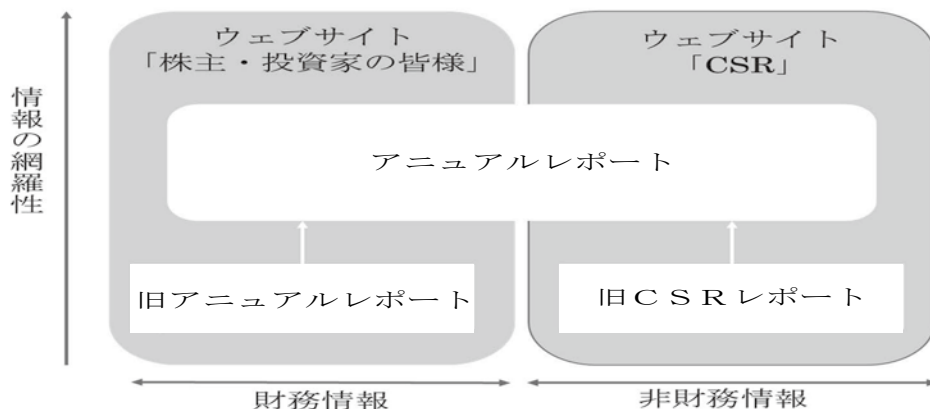 ウェブサイト
「株主・投資家の皆様」
ウェブサイト
「CSR」
情報の網羅性
アニュアルレポート
旧アニュアルレポート
旧ＣＳＲレポート
財務情報
非財務情報